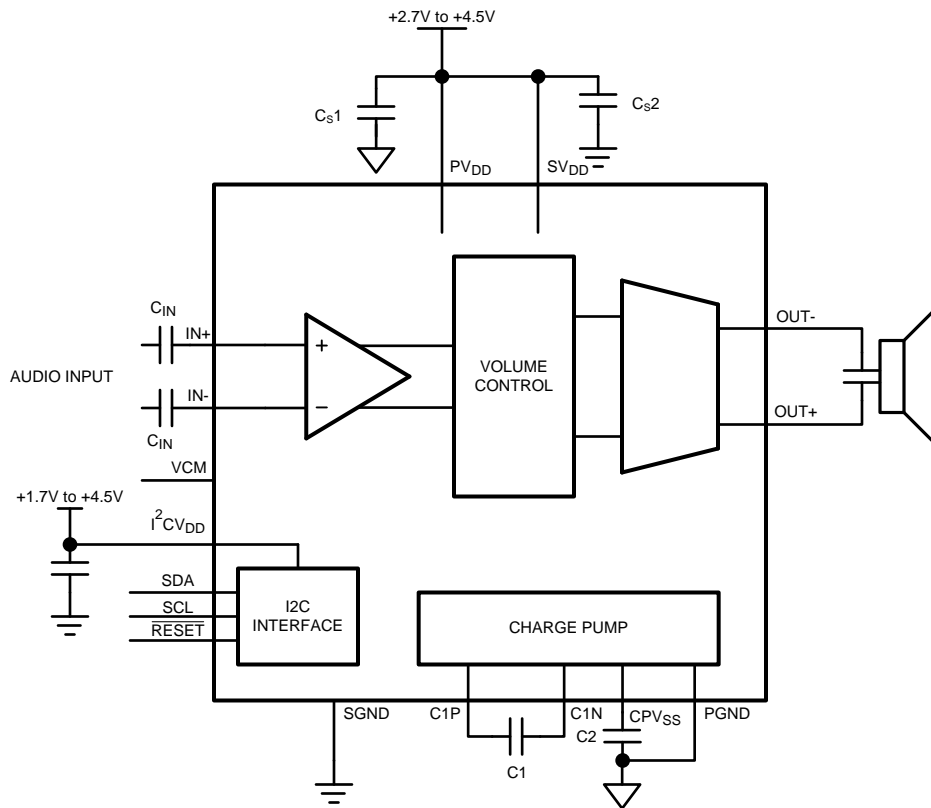 +2.7V to +4.5V
CS1
CS2
PVDD
SVDD
CIN
IN+
AUDIO INPUT
IN-
CIN
+
−
VOLUME
CONTROL
OUT-
OUT+
VCM
+1.7V to +4.5V
I2CVDD
SDA
SCL
RESET
I2C
INTERFACE
CHARGE PUMP
SGND
C1P
C1N
CPVSS
PGND
C2
C1